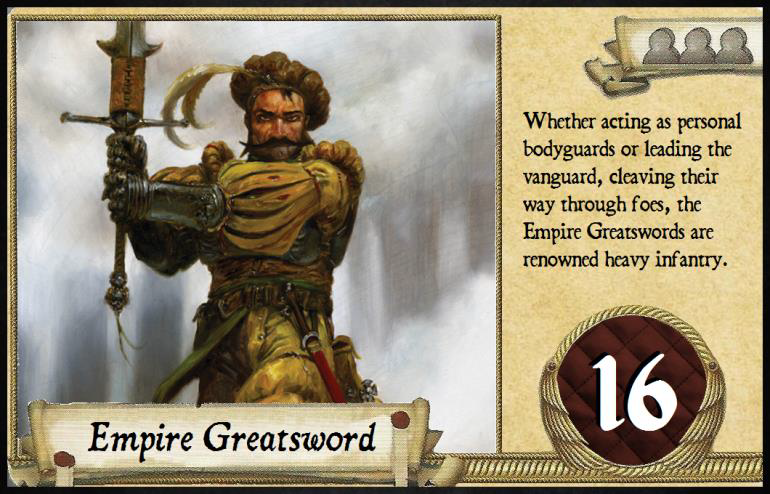 Whether acting as personal
bodyguards or leading the
vanguard, cleaving their
way through foes, the
Empire Greatswords are
renowned heavy infantry.
16
Empire Greatsword